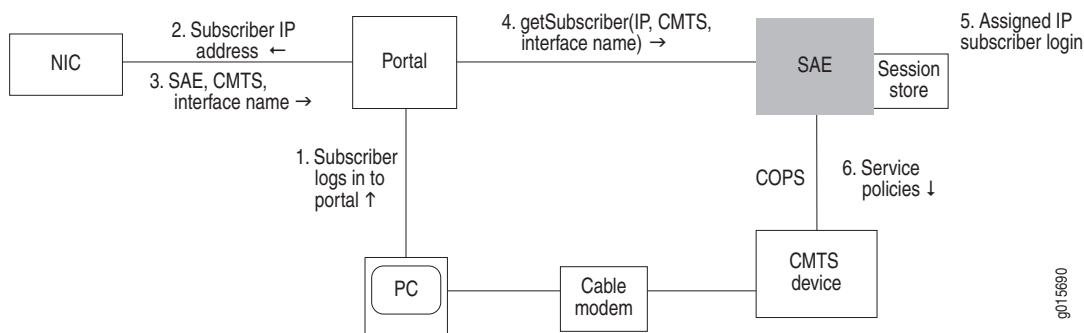 2. Subscriber IP
address ←
4. getSubscriber(IP, CMTS,
interface name) →
5. Assigned IP
subscriber login
NIC
Portal
SAE
Session
store
3. SAE, CMTS,
interface name →
1. Subscriber
logs in to
portal ↑
COPS
6. Service
policies ↓
PC
Cable
modem
CMTS
device
g015690